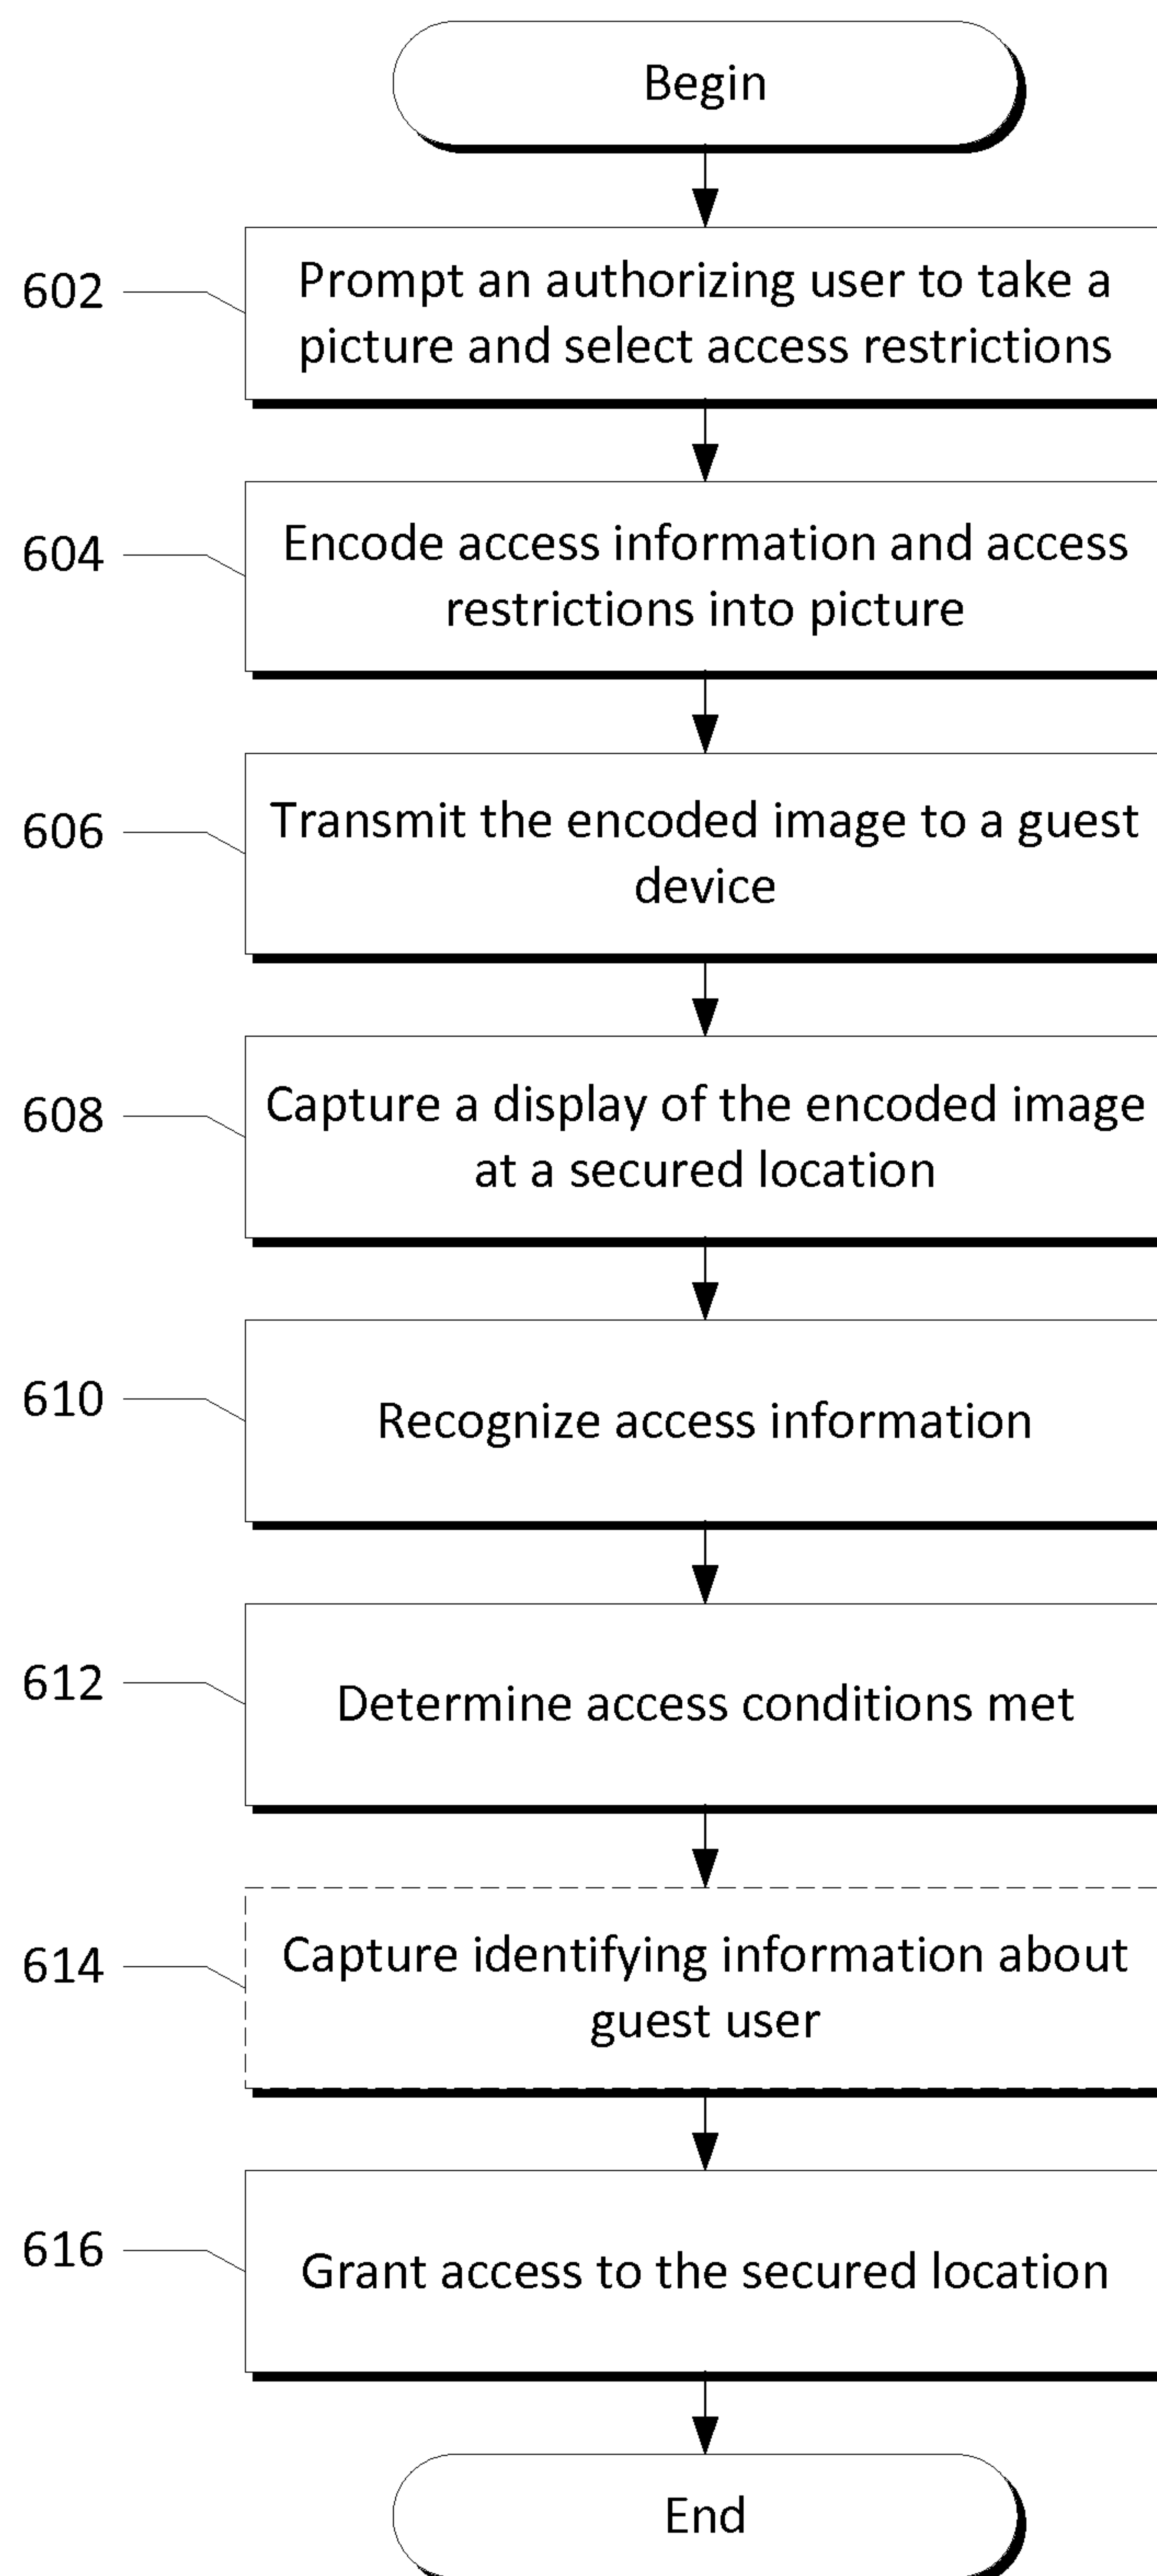 Begin
602
Prompt an authorizing user to take a
picture and select access restrictions
604
Encode access information and access
restrictions into picture
606
Transmit the encoded image to a guest
device
608
Capture a display of the encoded image
at a secured location
610
Recognize access information
612
Determine access conditions met
614
Capture identifying information about
guest user
616
Grant access to the secured location
End